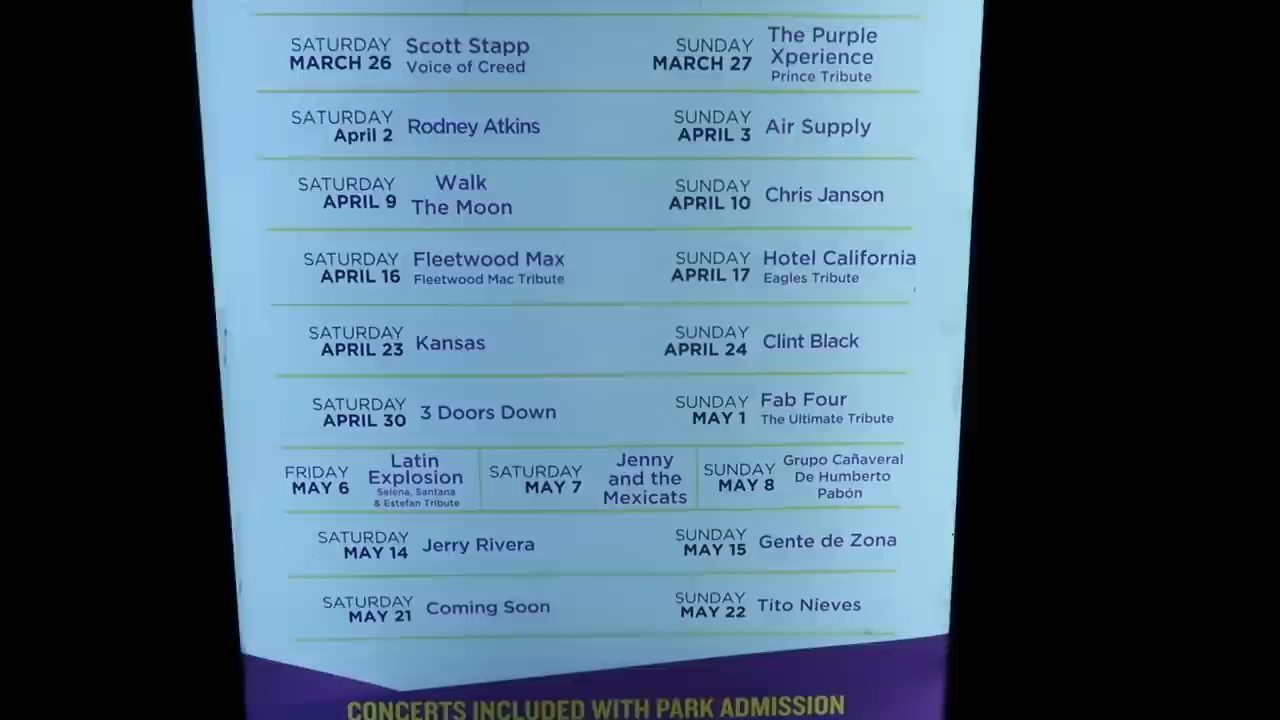 SATURDAY
MARCH 26
Scott Stapp
Voice of Creed
SUNDAY
MARCH 27
The Purple
Xperience
Prince Tribute
SATURDAY
April 2
Rodney Atkins
SUNDAY
APRIL 3
Air Supply
SATURDAY
APRIL 9
Walk
The Moon
SUNDAY
APRIL 10
Chris Janson
SATURDAY
APRIL 16
Fleetwood Max
Fleetwood Mac Tribute
SUNDAY
APRIL 17
Hotel California
Eagles Tribute
SATURDAY
APRIL 23
Kansas
SUNDAY
APRIL 24
Clint Black
SATURDAY
APRIL 30
3 Doors Down
SUNDAY
MAY 1
Fab Four
The Ultimate Tribute
FRIDAY
MAY 6
Latin
Explosion
Selena, Santana
& Estefan Tribute
SATURDAY
MAY 7
Jenny
and the
Mexicats
SUNDAY
MAY 8
Grupo Cañaveral
De Humberto
Pabón
SATURDAY
MAY 14
Jerry Rivera
SUNDAY
MAY 15
Gente de Zona
SATURDAY
MAY 21
Coming Soon
SUNDAY
MAY 22
Tito Nieves
CONCERTS INCLUDED WITH PARK ADMISSION